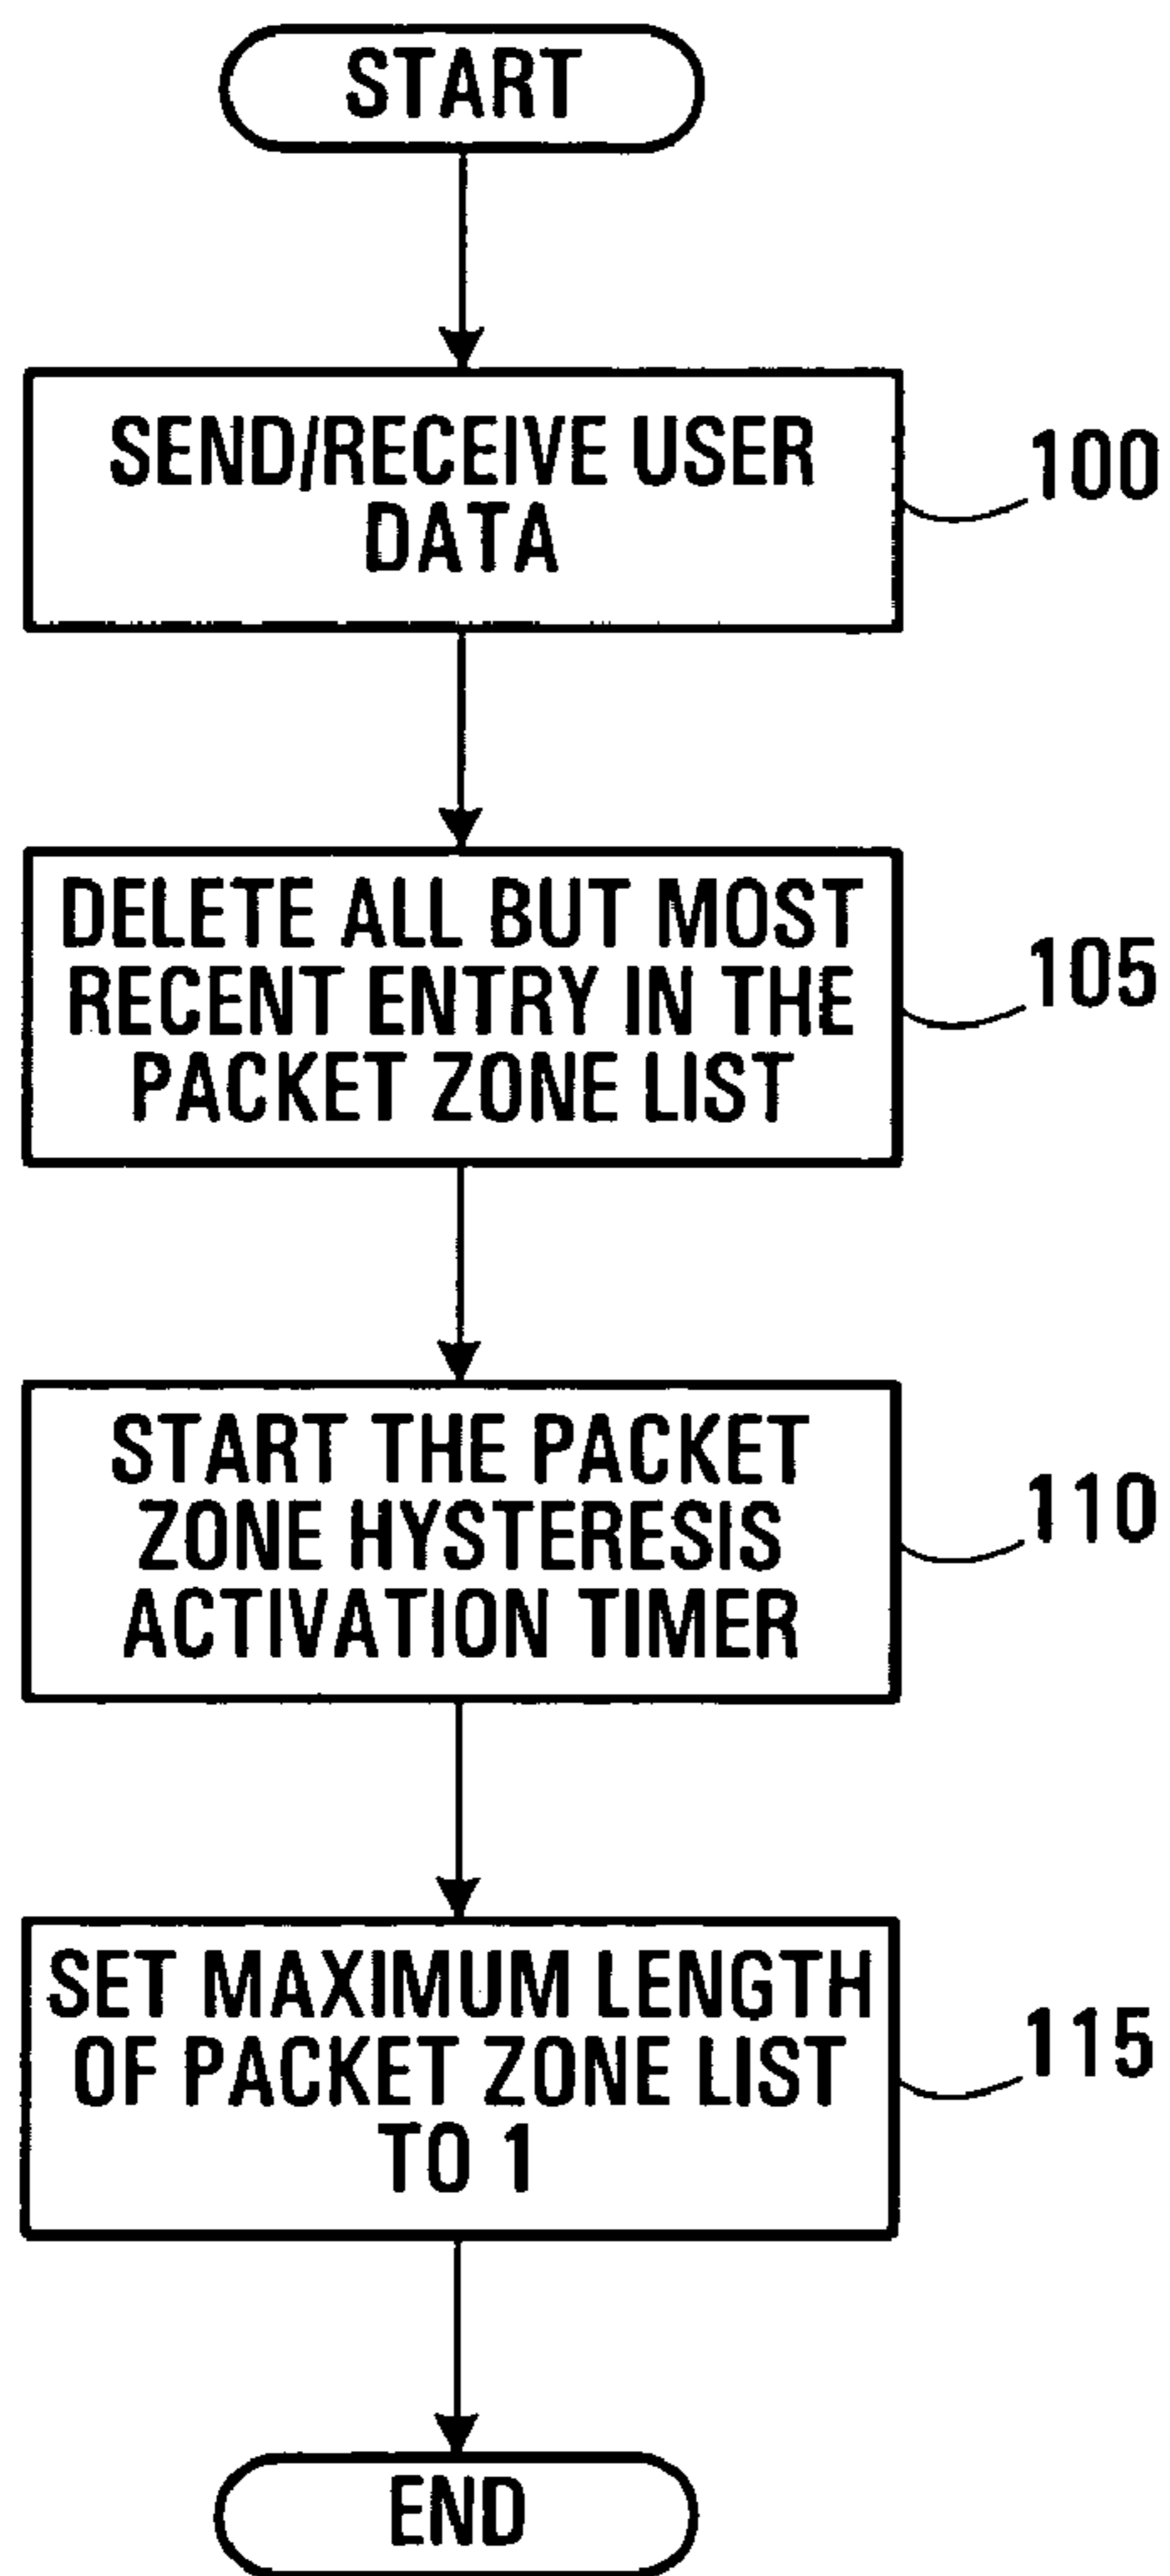 START
SEND/RECEIVE USER
DATA
100
DELETE ALL BUT MOST
RECENT ENTRY IN THE
PACKET ZONE LIST
105
START THE PACKET
ZONE HYSTERESIS
ACTIVATION TIMER
110
SET MAXIMUM LENGTH
OF PACKET ZONE LIST
TO 1
115
END